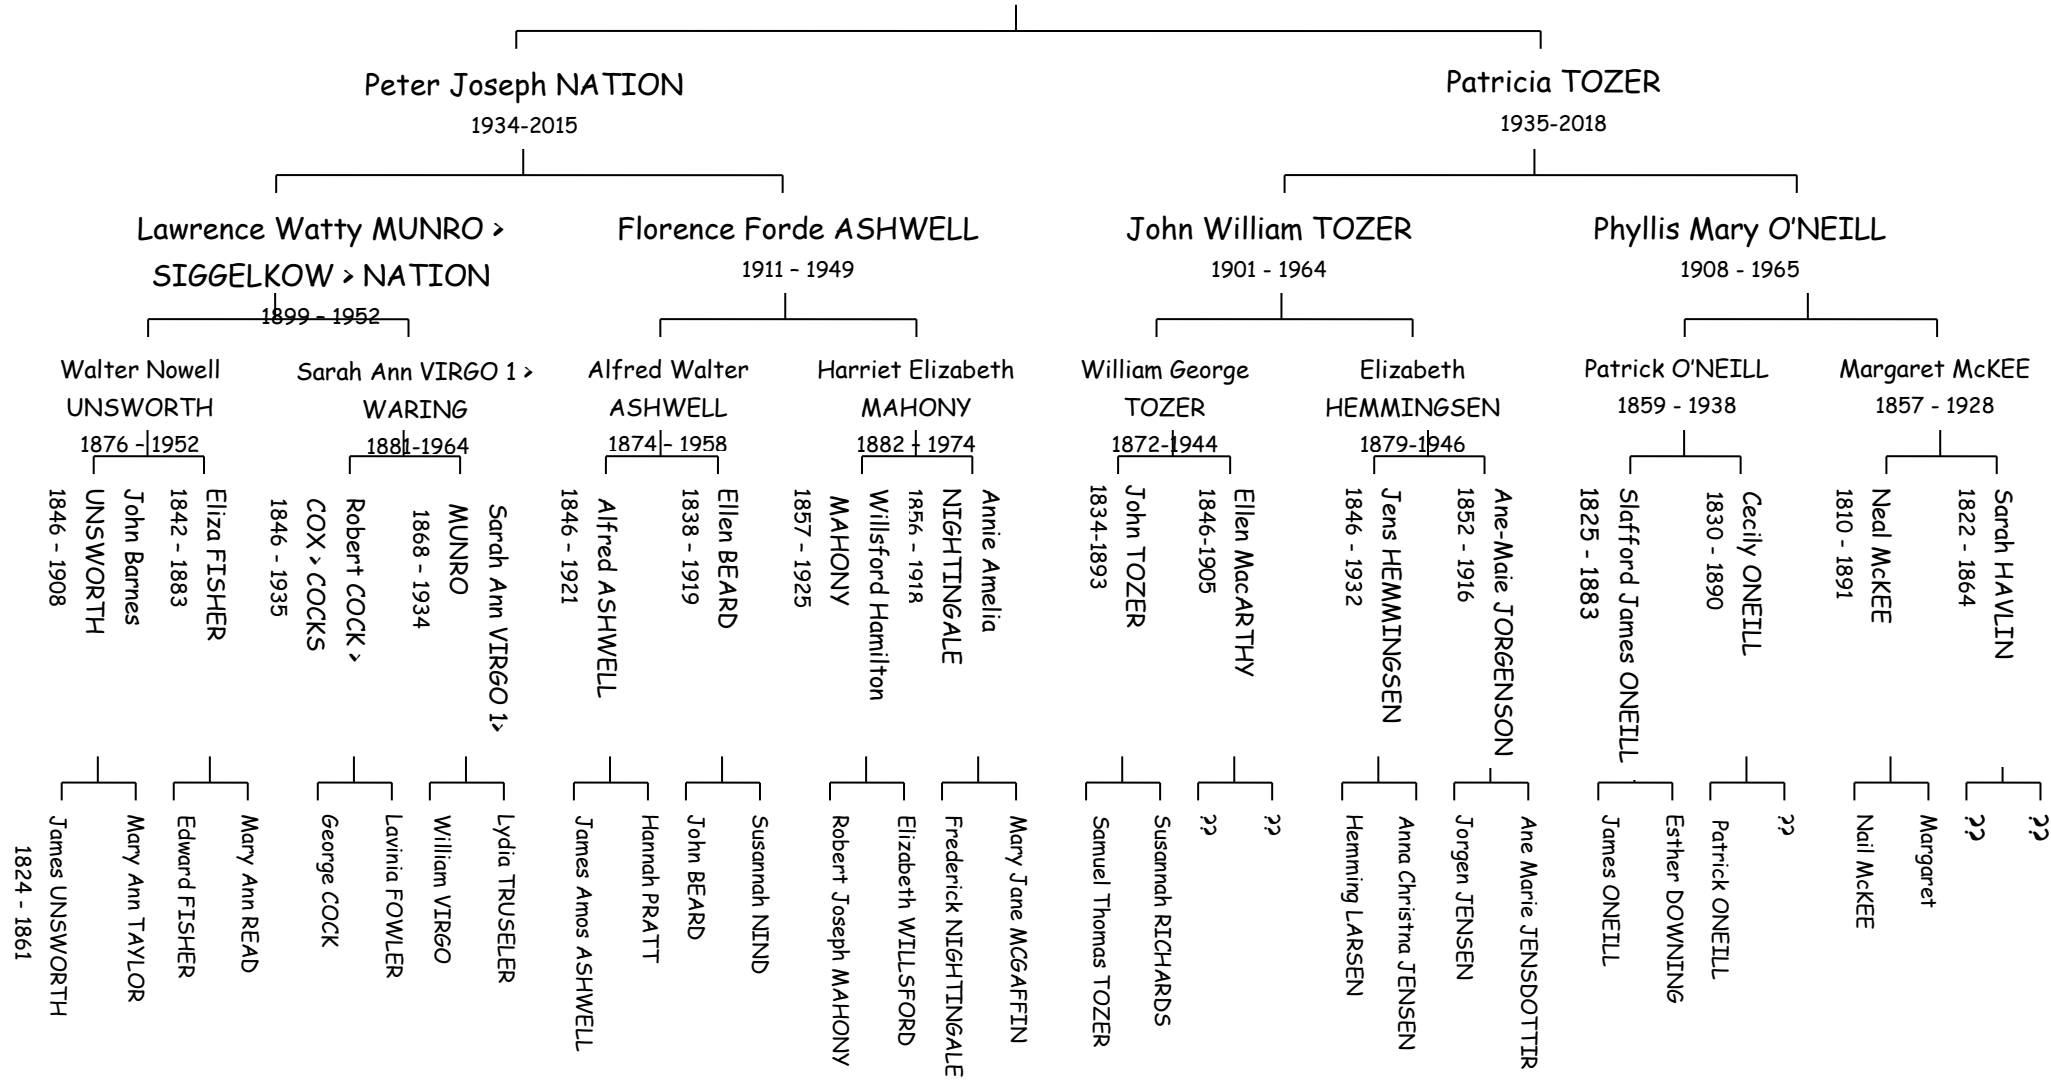 Peter Joseph NATION
1934-2015
Patricia TOZER
1935-2018
Lawrence Watty MUNRO >
SIGGELKOW > NATION
1899 – 1952
Florence Forde ASHWELL
1911 – 1949
John William TOZER
1901 - 1964
Phyllis Mary O’NEILL
1908 - 1965
Walter Nowell
UNSWORTH
1876 – 1952
Sarah Ann VIRGO 1 >
WARING
1881-1964
Alfred Walter
ASHWELL
1874 – 1958
Harriet Elizabeth
MAHONY
1882 – 1974
William George
TOZER
1872-1944
Elizabeth
HEMMINGSEN
1879-1946
Patrick O’NEILL
1859 - 1938
Margaret McKEE
1857 - 1928
John Barnes
UNSWORTH
1846 – 1908
Eliza FISHER
1842 – 1883
Robert COCK >
COX > COCKS
1846 – 1935
Sarah Ann VIRGO 1>
MUNRO
1868 – 1934
Alfred ASHWELL
1846 – 1921
Ellen BEARD
1838 – 1919
Willsford Hamilton
MAHONY
1857 – 1925
Annie Amelia
NIGHTINGALE
1856 – 1918
John TOZER
1834-1893
Ellen MacARTHY
1846-1905
Jens HEMMINGSEN
1846 - 1932
Ane-Maie JORGENSON
1852 - 1916
Slafford James ONEILL
1825 - 1883
Cecily ONEILL
1830 - 1890
Neal McKEE
1810 - 1891
Sarah HAVLIN
1822 - 1864
James UNSWORTH
1824 - 1861
Mary Ann TAYLOR
Edward FISHER
Mary Ann READ
George COCK
Lavinia FOWLER
William VIRGO
Lydia TRUSELER
James Amos ASHWELL
Hannah PRATT
John BEARD
Susannah NIND
Robert Joseph MAHONY
Elizabeth WILLSFORD
Frederick NIGHTINGALE
Mary Jane MCGAFFIN
Samuel Thomas TOZER
Susannah RICHARDS
??
??
Hemming LARSEN
Anna Christna JENSEN
Jorgen JENSEN
Ane Marie JENSDOTTIR
James ONEILL
Esther DOWNING
Patrick ONEILL
??
Nail McKEE
Margaret
??
??